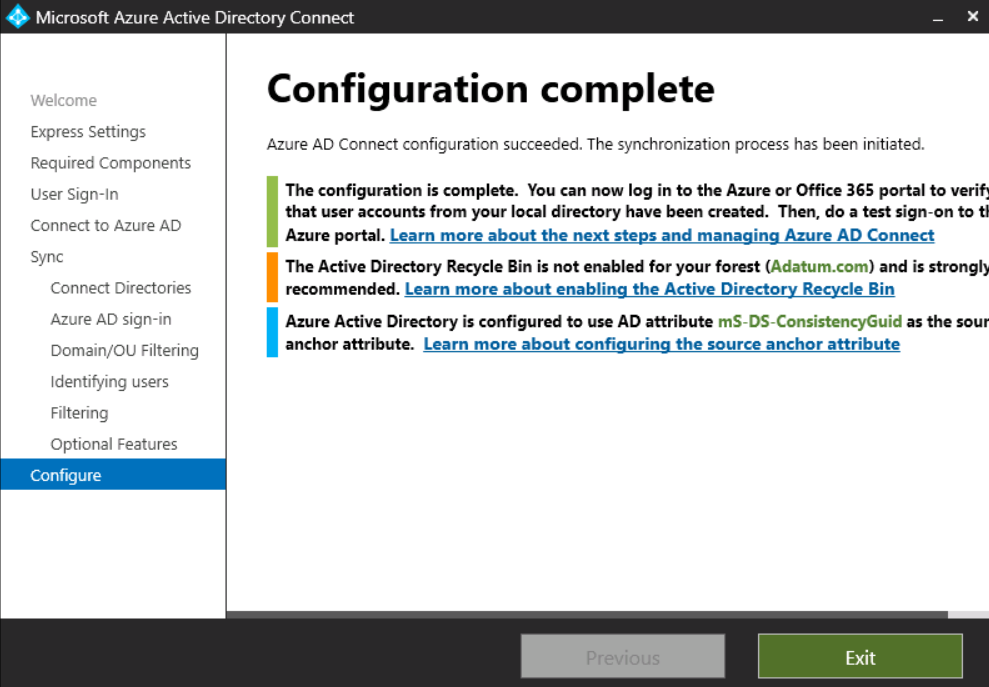 Microsoft Azure Active Directory Connect
Welcome
Express Settings
Required Components
User Sign-In
Connect to Azure AD
Sync
Connect Directories
Azure AD sign-in
Domain/OU Filtering
Identifying users
Filtering
Optional Features
Configure
Configuration complete
Azure AD Connect configuration succeeded. The synchronization process has been initiated.
The configuration is complete. You can now log in to the Azure or Office 365 portal to verify
that user accounts from your local directory have been created. Then, do a test sign-on to
Azure portal. Learn more about the next steps and managing Azure AD Connect
The Active Directory Recycle Bin is not enabled for your forest (Adatum.com) and is strongly
recommended. Learn more about enabling the Active Directory Recycle Bin
Azure Active Directory is configured to use AD attribute mS-DS-ConsistencyGuid as the
anchor attribute. Learn more about configuring the source anchor attribute
Previous
Exit